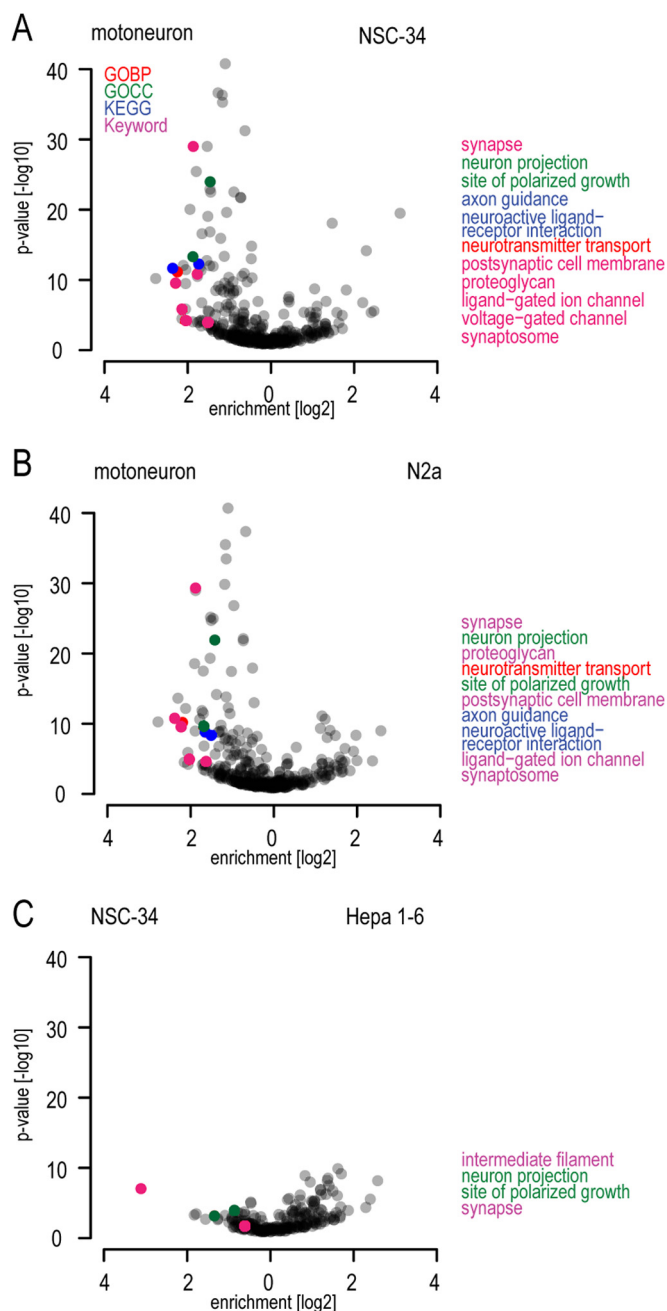 A
motoneuron NSC-34
GOBP
GOCC
KEGG
Keyword
p-value [-log10]
40
30
20
10
0
4 2 0 2 4
enrichment [log2]
synapse
neuron projection
site of polarized growth
axon guidance
neuroactive ligand-
receptor interaction
neurotransmitter transport
postsynaptic cell membrane
proteoglycan
ligand-gated ion channel
voltage-gated channel
synaptosome
B
motoneuron N2a
p-value [-log10]
40
30
20
10
0
4 2 0 2 4
enrichment [log2]
synapse
neuron projection
proteoglycan
neurotransmitter transport
site of polarized growth
postsynaptic cell membrane
axon guidance
neuroactive ligand-
receptor interaction
ligand-gated ion channel
synaptosome
C
NSC-34 Hepa 1-6
p-value [-log10]
40
30
20
10
0
4 2 0 2 4
enrichment [log2]
intermediate filament
neuron projection
site of polarized growth
synapse